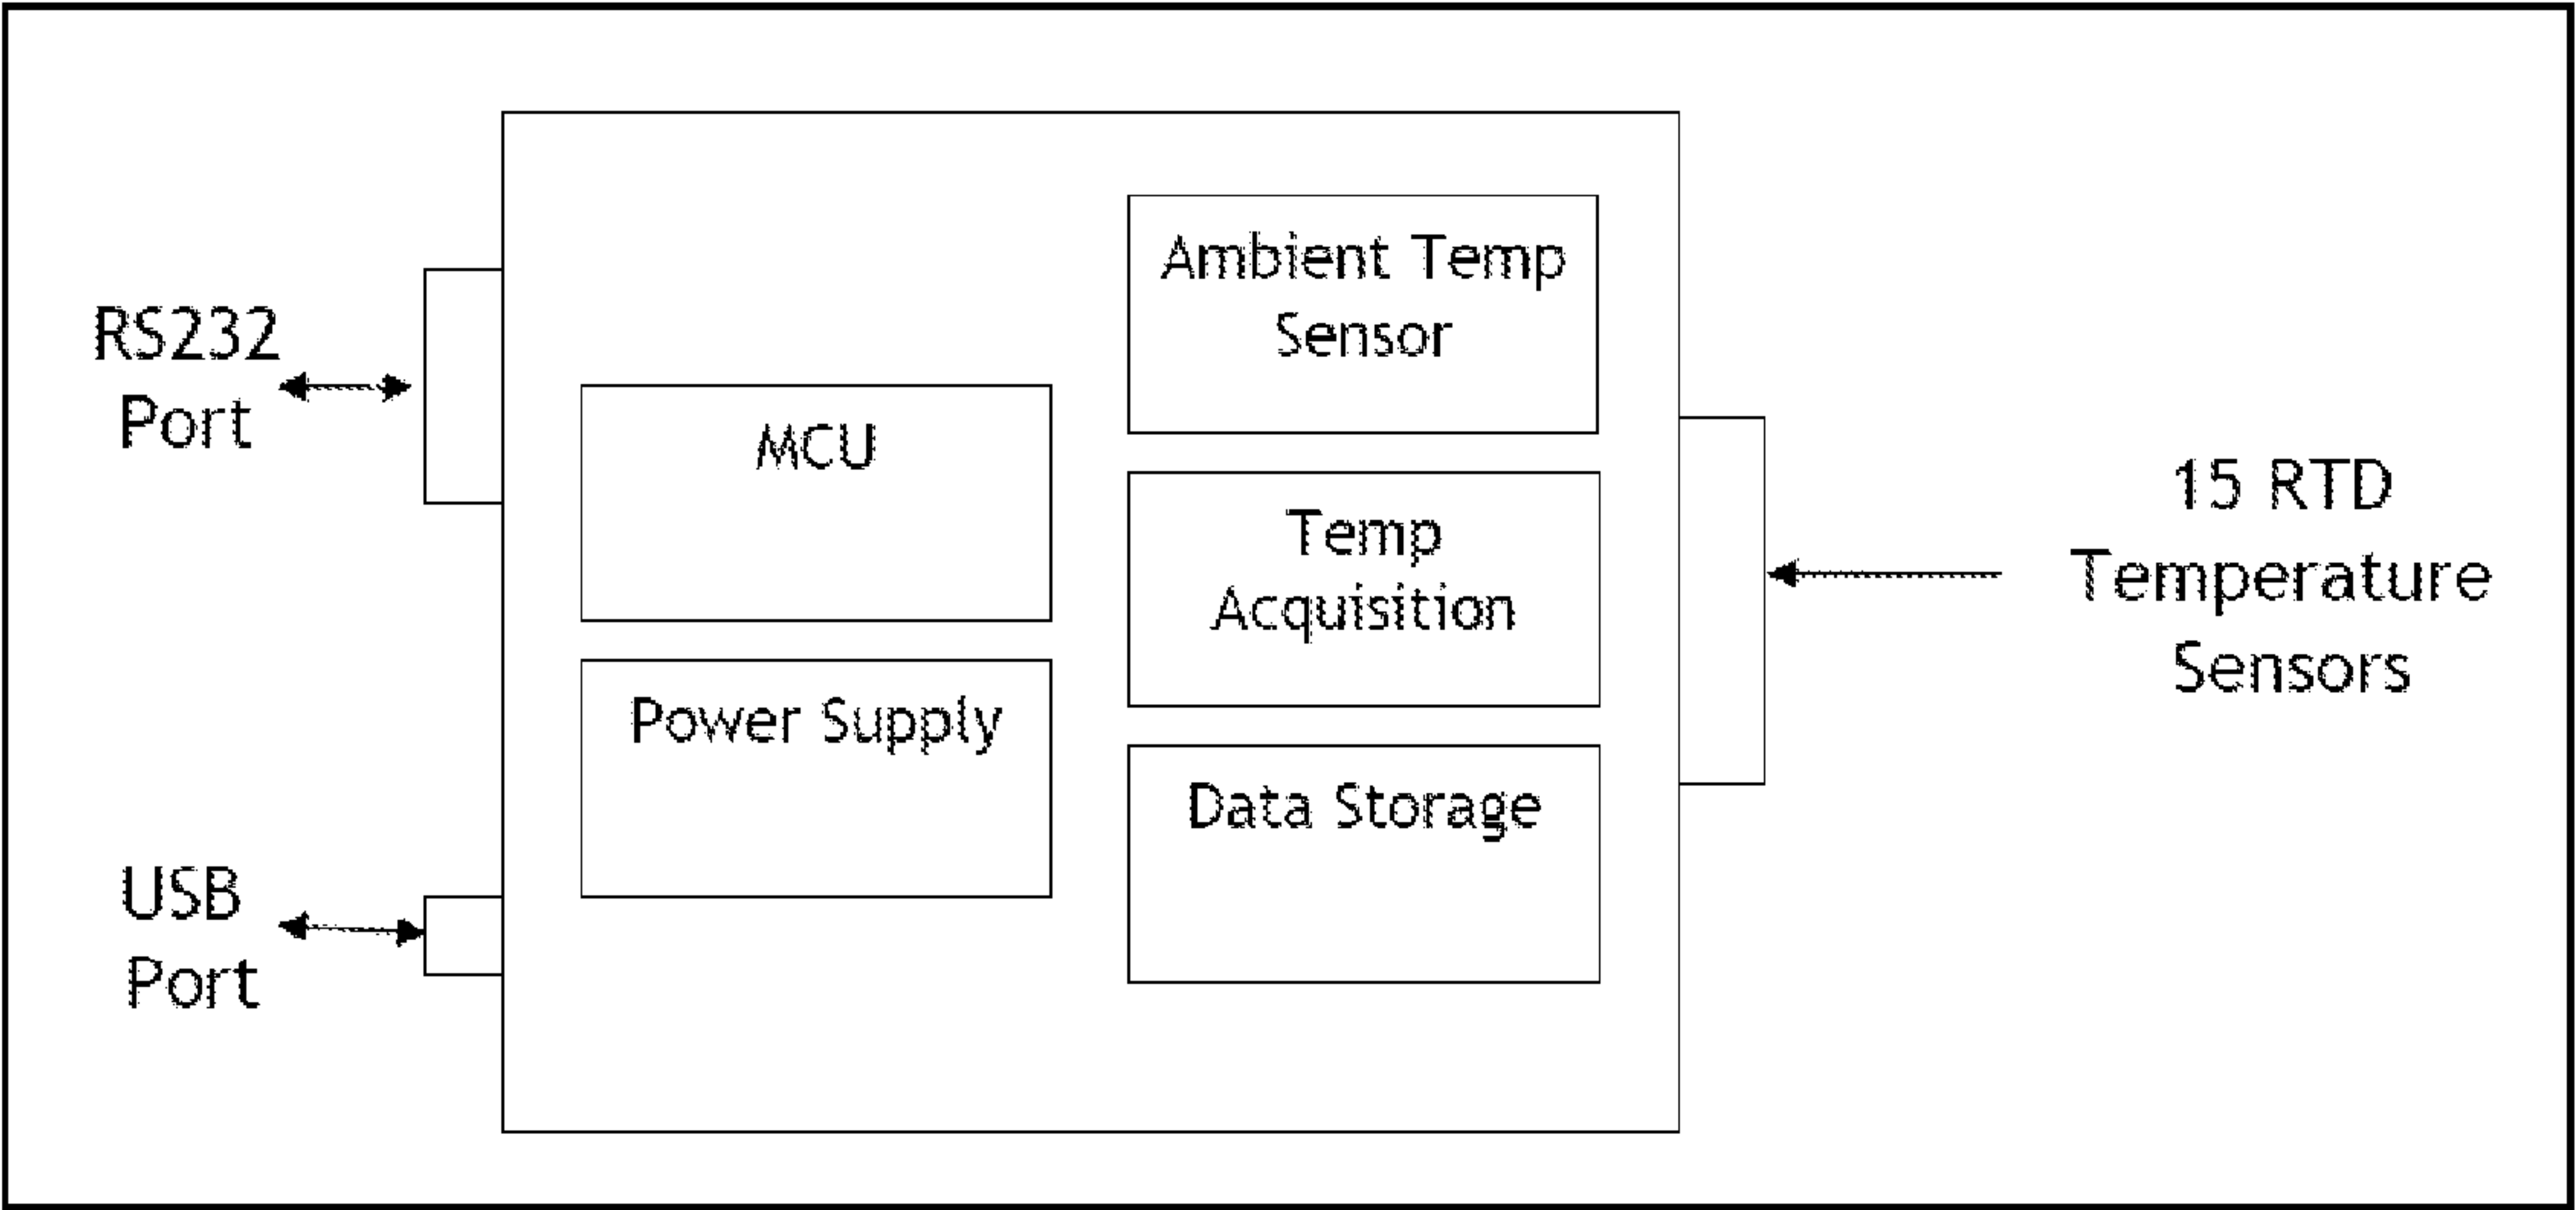 RS232
Port
USB
Port
MCU
Power Supply
Ambient Temp
Sensor
Temp
Acquisition
Data Storage
15 RTD
Temperature
Sensors